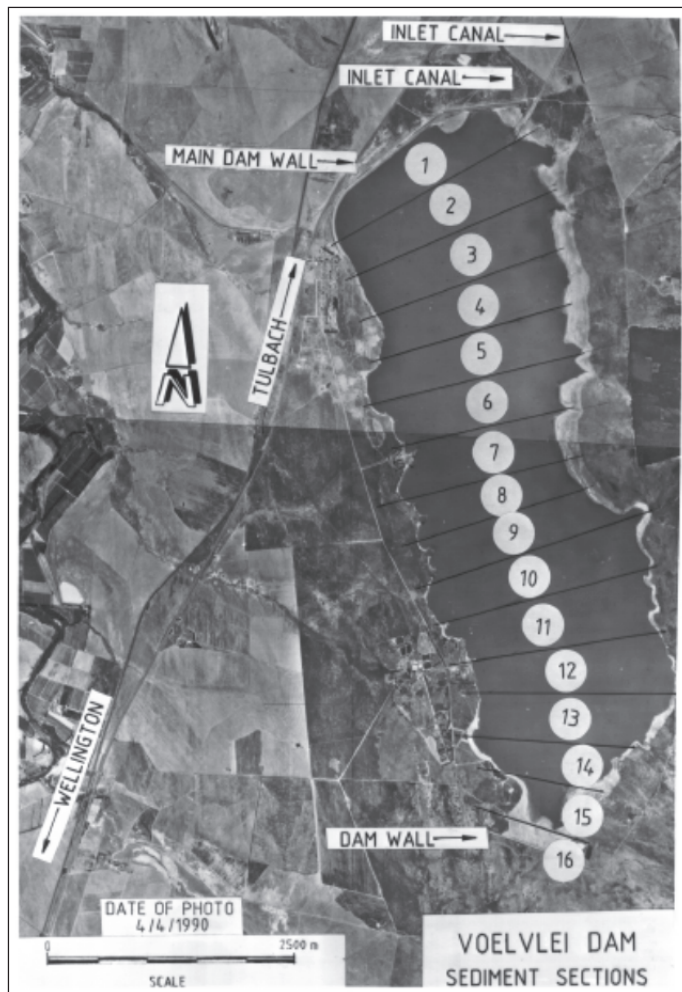 INLET CANAL
INLET CANAL
MAIN DAM WALL
1
2
3
4
5
6
7
8
9
10
11
12
13
14
15
16
TULBACH
N
WELLINGTON
DAM WALL
DATE OF PHOTO
4/4/1990
0 2500 m
SCALE
VOELVLEI DAM
SEDIMENT SECTIONS